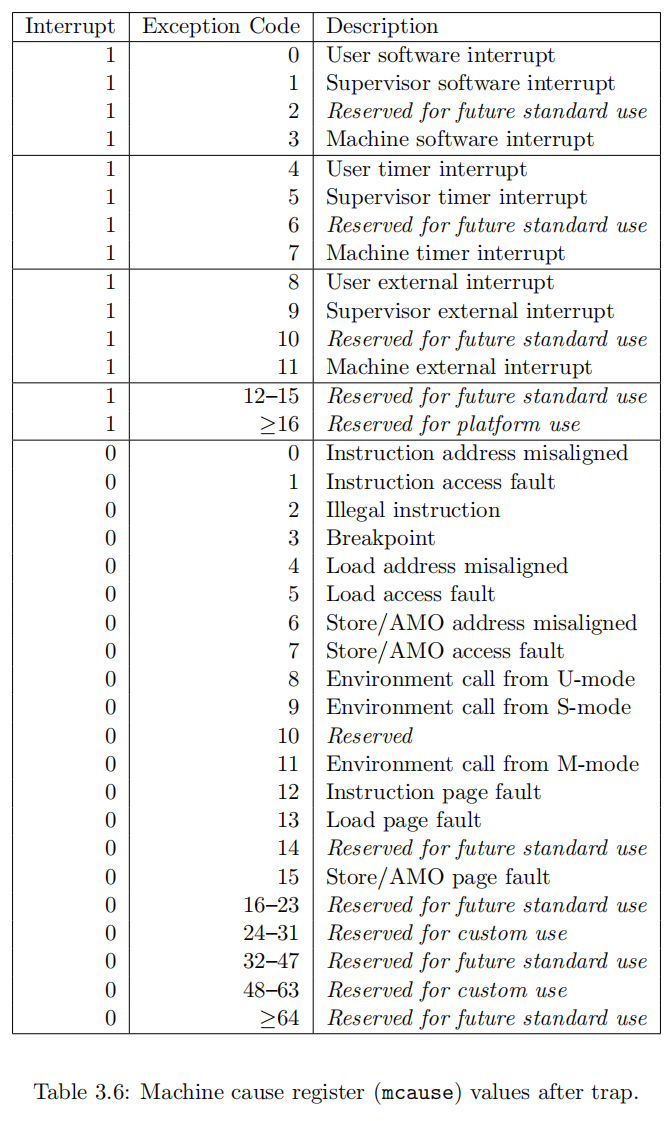 Interrupt Exception Code Description
1 0 User software interrupt
1 1 Supervisor software interrupt
1 2 Reserved for future standard use
1 3 Machine software interrupt
1 4 User timer interrupt
1 5 Supervisor timer interrupt
1 6 Reserved for future standard use
1 7 Machine timer interrupt
1 8 User external interrupt
1 9 Supervisor external interrupt
1 10 Reserved for future standard use
1 11 Machine external interrupt
1 12–15 Reserved for future standard use
1 ≥16 Reserved for platform use
0 0 Instruction address misaligned
0 1 Instruction access fault
0 2 Illegal instruction
0 3 Breakpoint
0 4 Load address misaligned
0 5 Load access fault
0 6 Store/AMO address misaligned
0 7 Store/AMO access fault
0 8 Environment call from U-mode
0 9 Environment call from S-mode
0 10 Reserved
0 11 Environment call from M-mode
0 12 Instruction page fault
0 13 Load page fault
0 14 Reserved for future standard use
0 15 Store/AMO page fault
0 16–23 Reserved for future standard use
0 24–31 Reserved for custom use
0 32–47 Reserved for future standard use
0 48–63 Reserved for custom use
0 ≥64 Reserved for future standard use
Table 3.6: Machine cause register (mcause) values after trap.